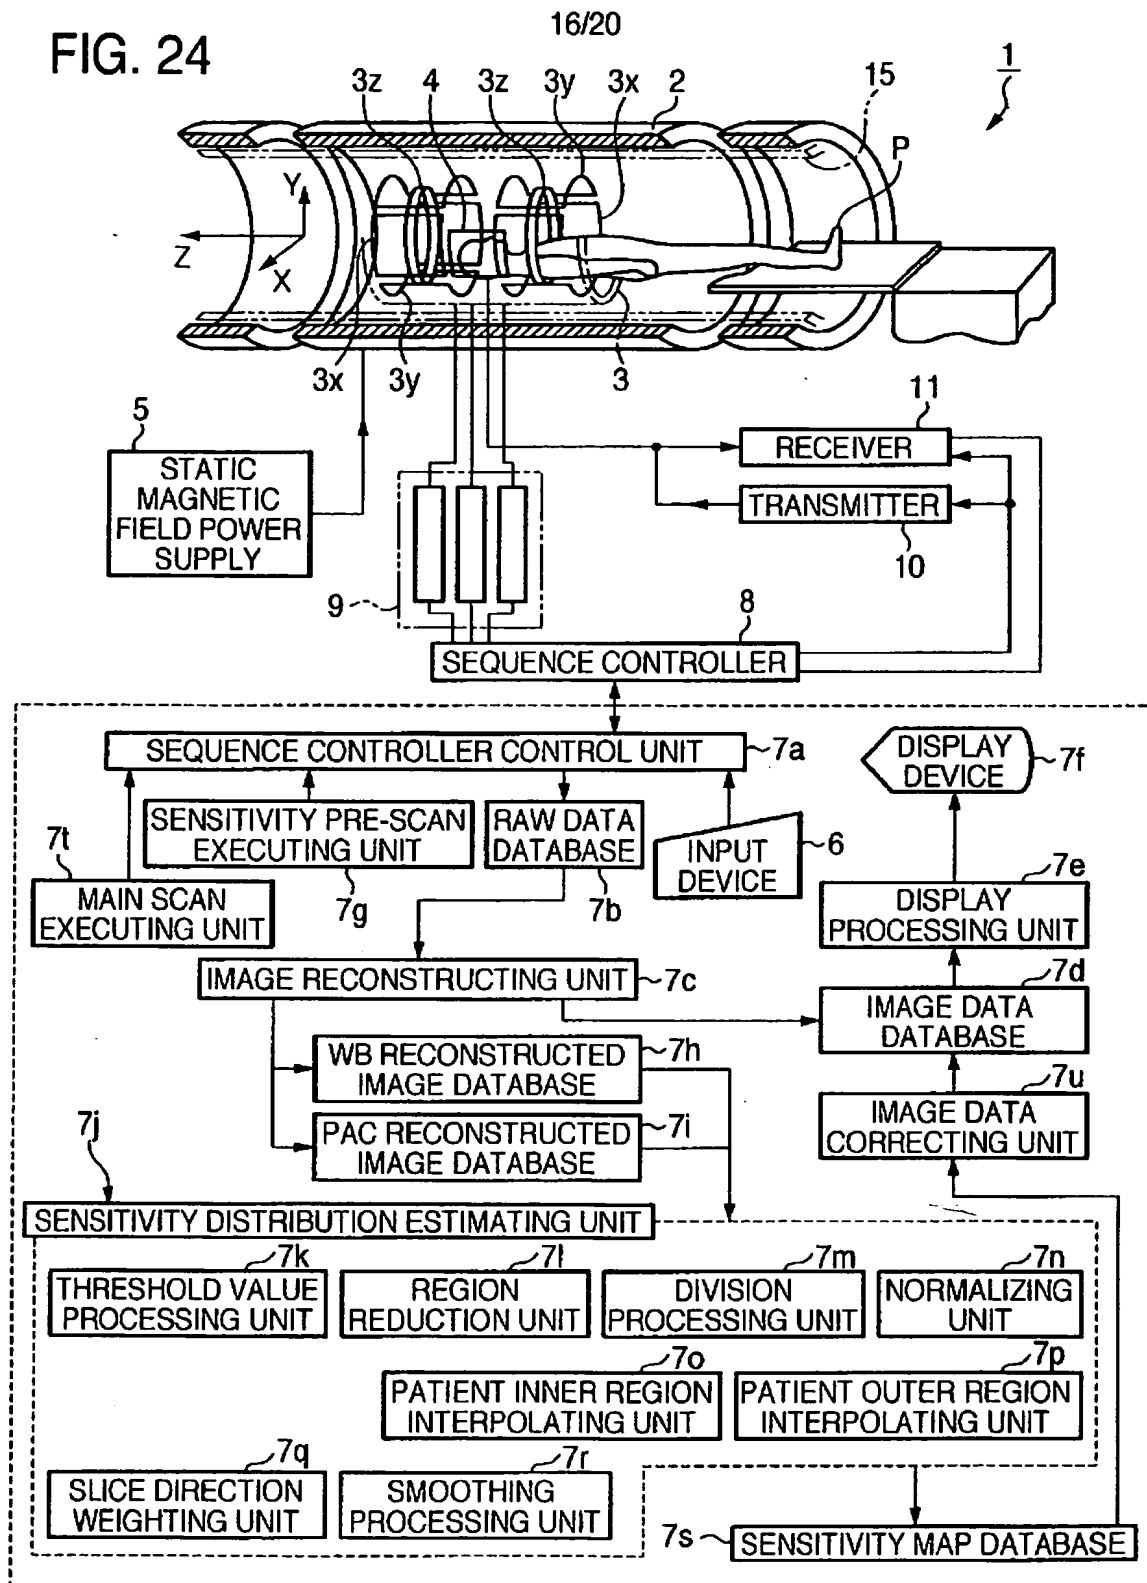 16/20
FIG. 24
3z 4 3z 3y 3x 2 15 1
P
Y
Z
X
3x 3y 3
5
STATIC
MAGNETIC
FIELD POWER
SUPPLY
11
RECEIVER
TRANSMITTER
10
9
8
SEQUENCE CONTROLLER
SEQUENCE CONTROLLER CONTROL UNIT 7a
DISPLAY
DEVICE
7f
SENSITIVITY PRE-SCAN
EXECUTING UNIT
7g
RAW DATA
DATABASE
7b
INPUT
DEVICE
6
7t
MAIN SCAN
EXECUTING UNIT
7e
DISPLAY
PROCESSING UNIT
IMAGE RECONSTRUCTING UNIT 7c
7d
IMAGE DATA
DATABASE
WB RECONSTRUCTED
IMAGE DATABASE
7h
7u
IMAGE DATA
CORRECTING UNIT
PAC RECONSTRUCTED
IMAGE DATABASE
7i
7j
SENSITIVITY DISTRIBUTION ESTIMATING UNIT
7k
THRESHOLD VALUE
PROCESSING UNIT
7l
REGION
REDUCTION UNIT
7m
DIVISION
PROCESSING UNIT
7n
NORMALIZING
UNIT
7o
PATIENT INNER REGION
INTERPOLATING UNIT
7p
PATIENT OUTER REGION
INTERPOLATING UNIT
7q
SLICE DIRECTION
WEIGHTING UNIT
7r
SMOOTHING
PROCESSING UNIT
7s SENSITIVITY MAP DATABASE